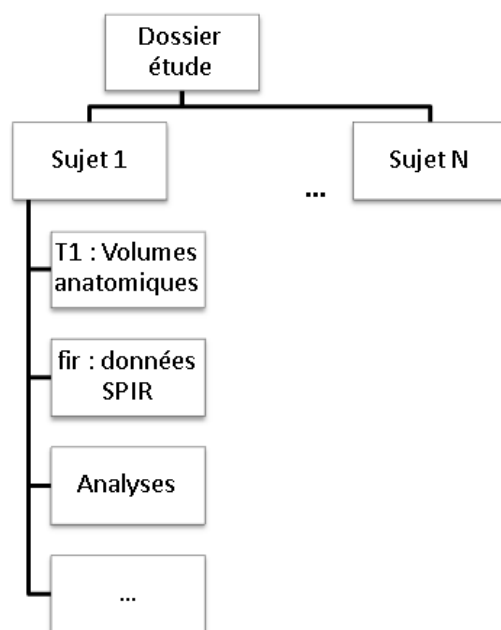 Dossier
étude
Sujet 1
...
Sujet N
T1 : Volumes
anatomiques
fir : données
SPIR
Analyses
...